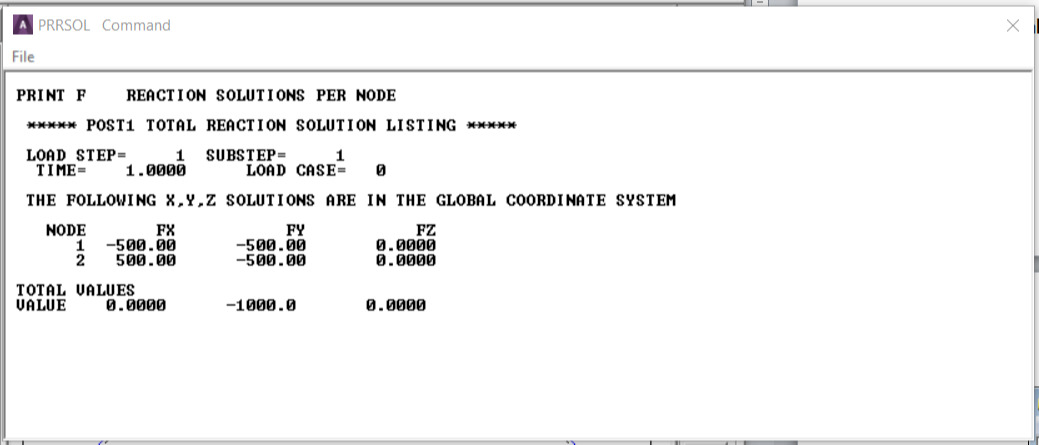 PRRSOL Command
File
PRINT F REACTION SOLUTIONS PER NODE
***** POST1 TOTAL REACTION SOLUTION LISTING *****
LOAD STEP= 1 SUBSTEP= 1
TIME= 1.0000 LOAD CASE= 0
THE FOLLOWING X,Y,Z SOLUTIONS ARE IN THE GLOBAL COORDINATE SYSTEM
NODE FX FY FZ
1 -500.00 -500.00 0.0000
2 500.00 -500.00 0.0000
TOTAL VALUES
VALUE 0.0000 -1000.0 0.0000